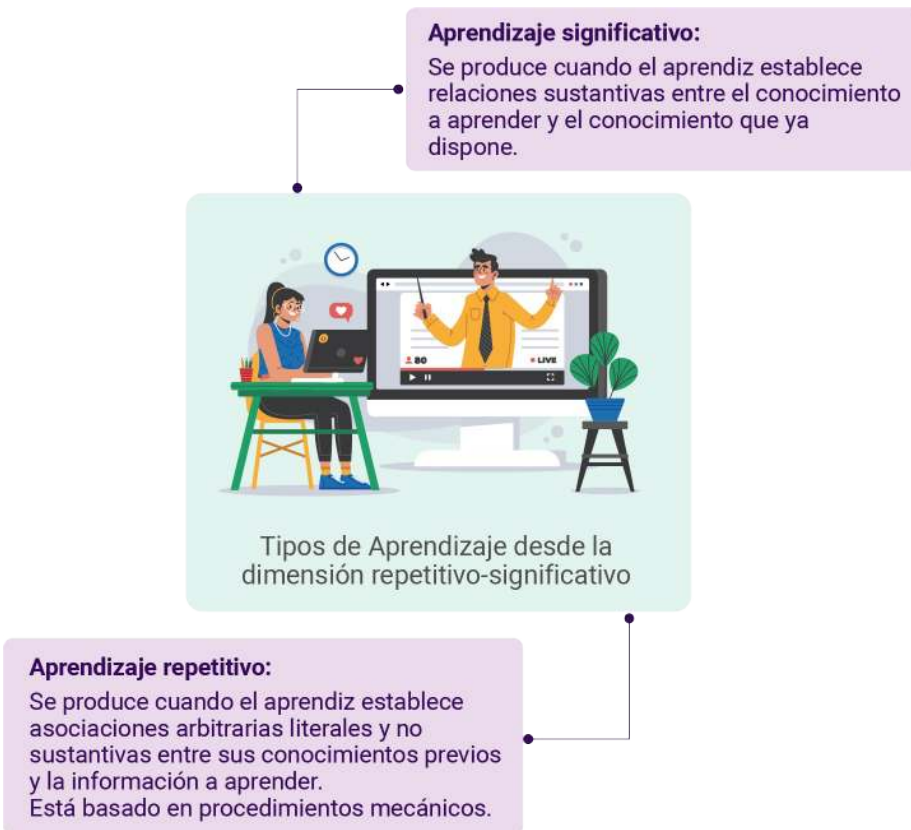 Aprendizaje significativo:
Se produce cuando el aprendiz establece
relaciones sustantivas entre el conocimiento
a aprender y el conocimiento que ya
dispone.
80
LIVE
Tipos de Aprendizaje desde la
dimensión repetitivo-significativo
Aprendizaje repetitivo:
Se produce cuando el aprendiz establece
asociaciones arbitrarias literales y no
sustantivas entre sus conocimientos previos
y la información a aprender.
Está basado en procedimientos mecánicos.